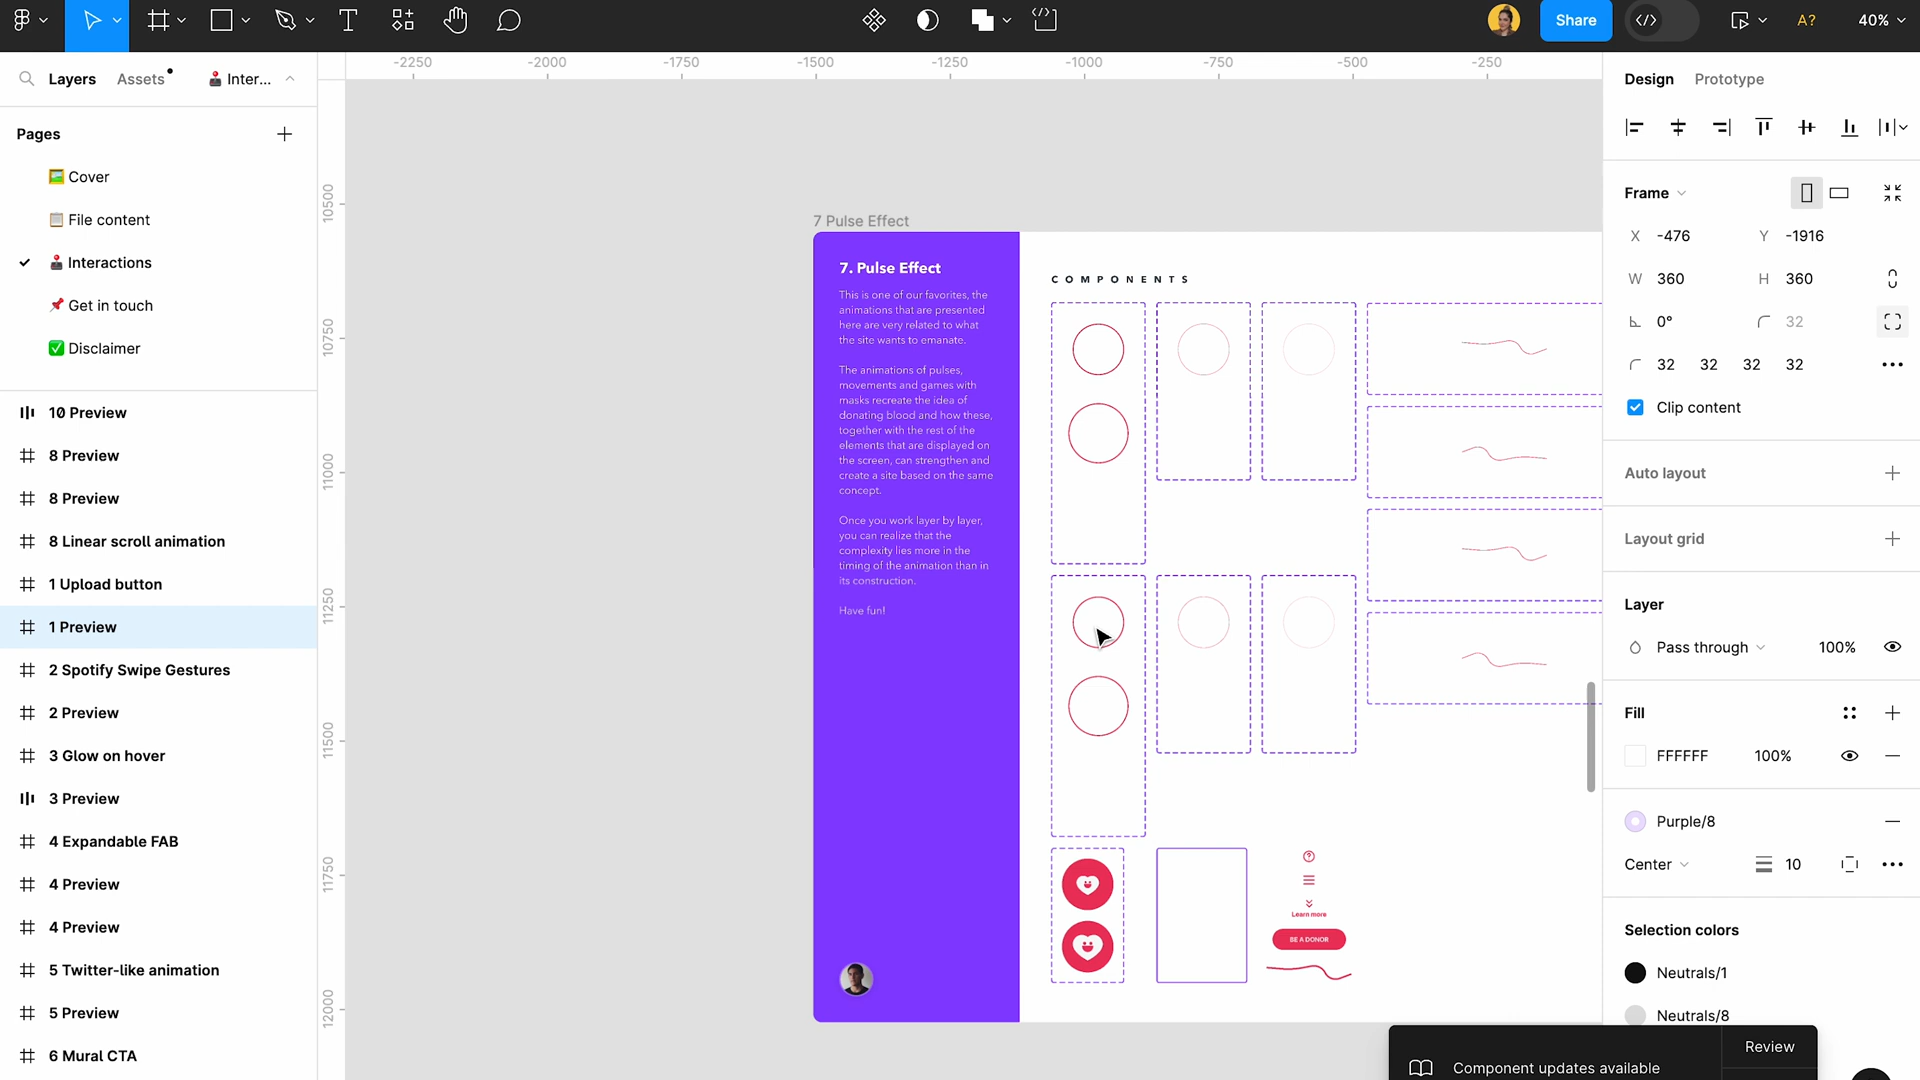 Share
A?
40%
Layers
Assets
Inter...
Pages
Cover
File content
Interactions
Get in touch
Disclaimer
10 Preview
8 Preview
8 Preview
8 Linear scroll animation
1 Upload button
1 Preview
2 Spotify Swipe Gestures
2 Preview
3 Glow on hover
3 Preview
4 Expandable FAB
4 Preview
4 Preview
5 Twitter-like animation
5 Preview
6 Mural CTA
-2250
-2000
-1750
-1500
-1250
-1000
-750
-500
-250
10500
10750
11000
11250
11500
11750
12000
7 Pulse Effect
7. Pulse Effect
This is one of our favorites, the
animations that are presented
here are very related to what
the site wants to emanate.
The animations of pulses,
movements and games with
masks recreate the idea of
donating blood and how these,
together with the rest of the
elements that are displayed on
the screen, can strengthen and
create a site based on the same
concept.
Once you work layer by layer,
you can realize that the
complexity lies more in the
timing of the animation than in
its construction.
Have fun!
COMPONENTS
Learn more
BE A DONOR
Design
Prototype
Frame
X -476
Y -1916
W 360
H 360
0°
32
32 32 32 32
Clip content
Auto layout
Layout grid
Layer
Pass through 100%
Fill
FFFFFF 100%
Purple/8
Center 10
Selection colors
Neutrals/1
Neutrals/8
Review
Component updates available